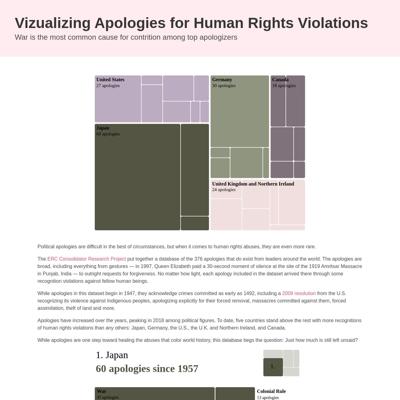 Vizualizing Apologies for Human Rights Violations
War is the most common cause for contrition among top apologizers
United States
27 apologies
Germany
30 apologies
Canada
18 apologies
Japan
60 apologies
United Kingdom and Northern Ireland
24 apologies
Political apologies are difficult in the best of circumstances, but when it comes to human rights abuses, they are even more rare.
The ERC Consolidator Research Project put together a database of the 376 apologies that do exist from leaders around the world. The apologies are
broad, including everything from gestures — in 1997, Queen Elizabeth paid a 30-second moment of silence at the site of the 1919 Amritsar Massacre
in Punjab, India — to outright requests for forgiveness. No matter how light, each apology included in the dataset arrived there through some
recognition violations against fellow human beings.
While apologies in this dataset begin in 1947, they acknowledge crimes committed as early as 1492, including a 2009 resolution from the U.S.
recognizing its violence against Indigenous peoples, apologizing explicitly for their forced removal, massacres committed against them, forced
assimilation, theft of land and more.
Apologies have increased over the years, peaking in 2018 among political figures. To date, five countries stand above the rest with more recognitions
of human rights violations than any others: Japan, Germany, the U.S., the U.K. and Northern Ireland, and Canada.
While apologies are one step toward healing the abuses that color world history, this database begs the question: Just how much is still left unsaid?
1. Japan
60 apologies since 1957
1.
War
Colonial Rule
13 apologies